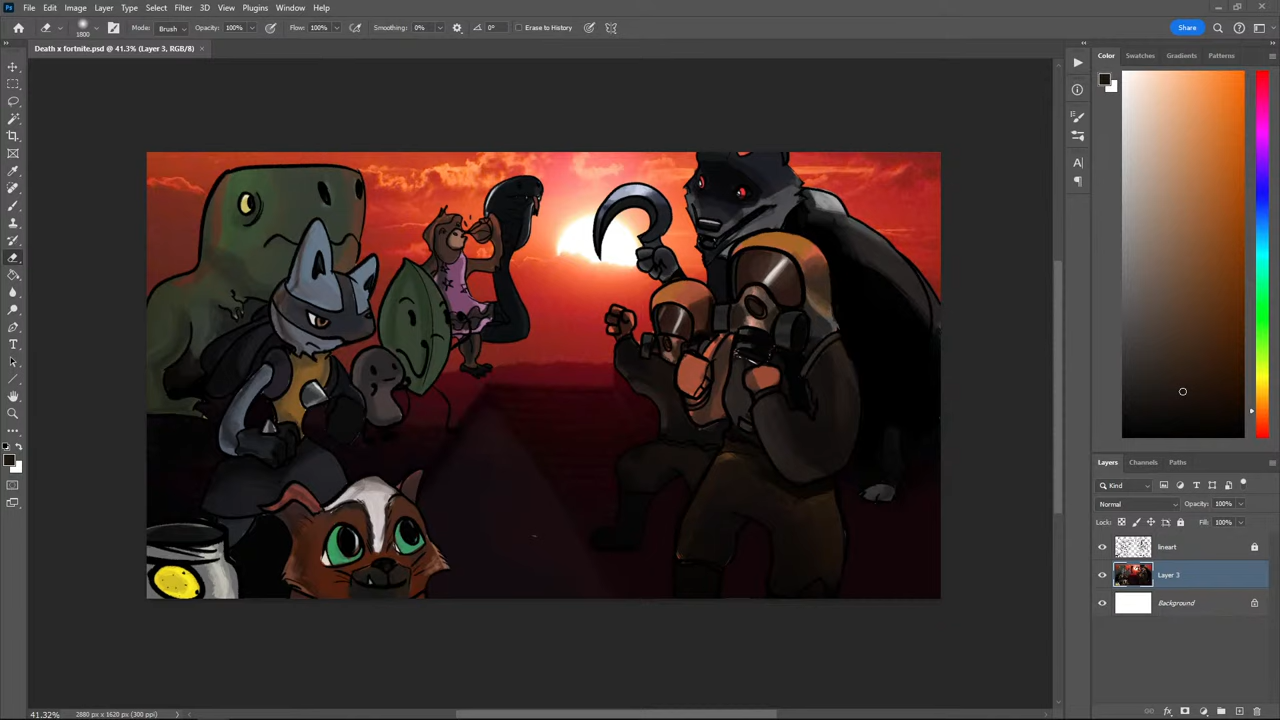 Ps File Edit Image Layer Type Select Filter 3D View Plugins Window Help
1800 Mode: Brush Opacity: 100% Flow: 100% Smoothing: 0% 0° Erase to History Share
Death x fortnite.psd @ 41.3% (Layer 3, RGB/8) ×
Color Swatches Gradients Patterns
Layers Channels Paths
Kind
Normal Opacity: 100%
Lock: Fill: 100%
lineart
Layer 3
Background
41.32% 2880 px x 1620 px (300 ppi)